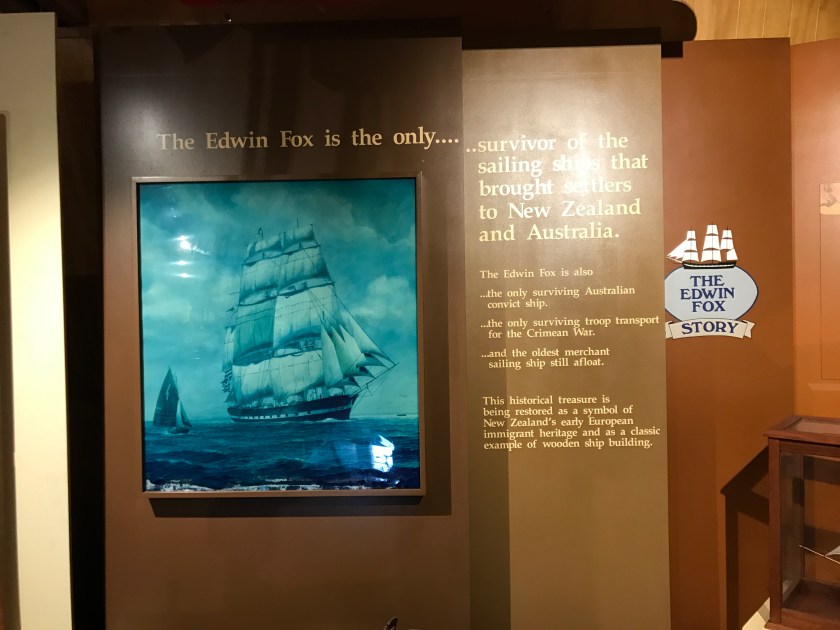 The Edwin Fox is the only....
..survivor of the
sailing ships that
brought settlers
to New Zealand
and Australia.
The Edwin Fox is also
...the only surviving Australian
convict ship.
...the only surviving troop transport
for the Crimean War.
...and the oldest merchant
sailing ship still afloat.
This historical treasure is
being restored as a symbol of
New Zealand's early European
immigrant heritage and as a classic
example of wooden ship building.
THE
EDWIN
FOX
STORY